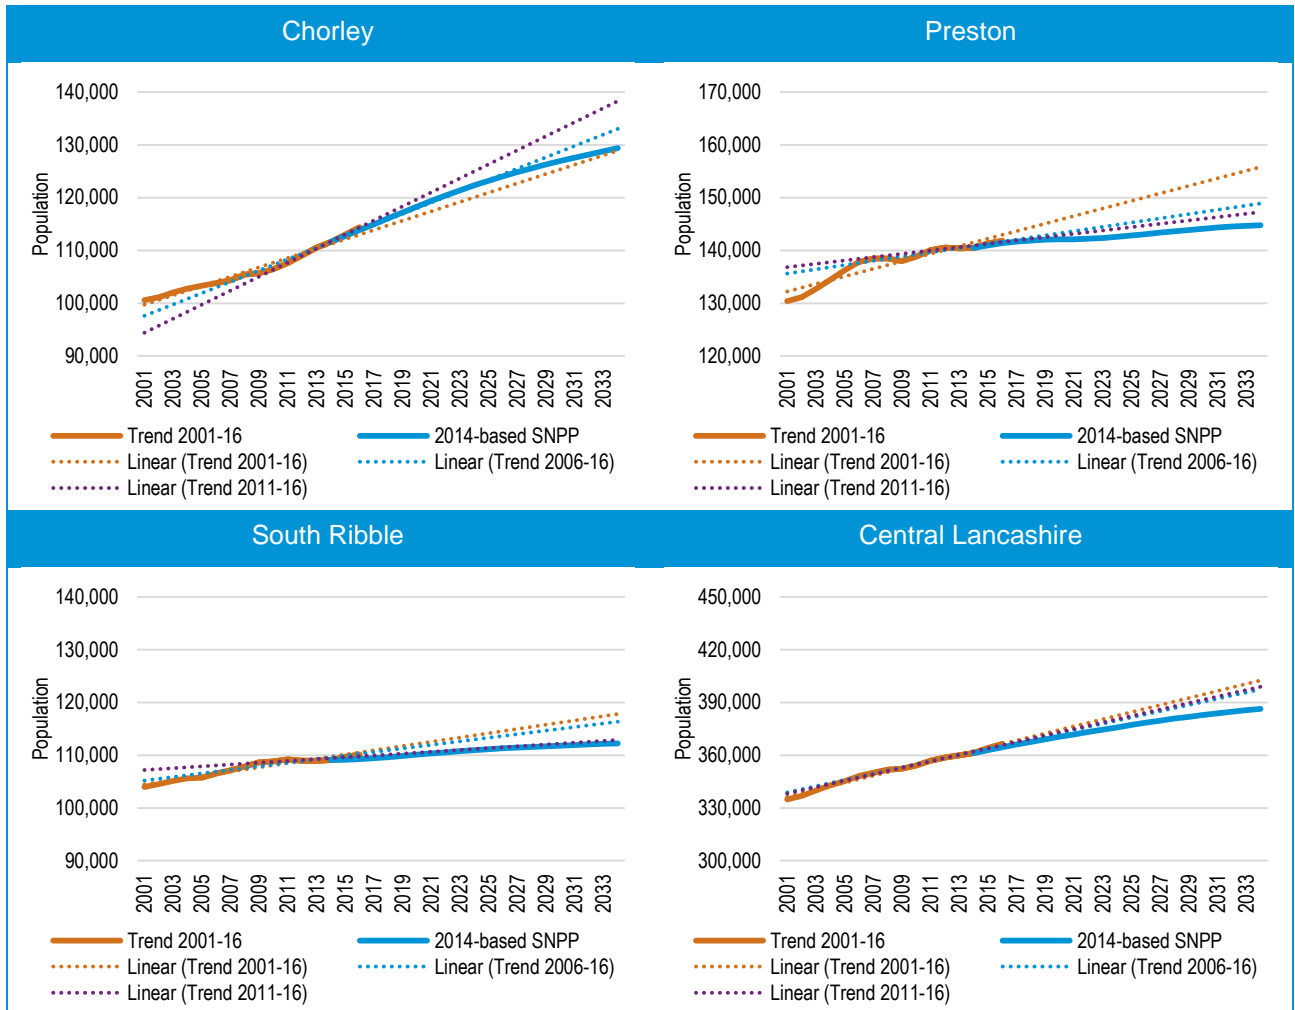 Chorley
Preston
140,000
130,000
120,000
110,000
100,000
90,000
Population
2001 2003 2005 2007 2009 2011 2013 2015 2017 2019 2021 2023 2025 2027 2029 2031 2033
Trend 2001-16 2014-based SNPP
Linear (Trend 2001-16) Linear (Trend 2006-16)
Linear (Trend 2011-16)
170,000
160,000
150,000
140,000
130,000
120,000
Population
2001 2003 2005 2007 2009 2011 2013 2015 2017 2019 2021 2023 2025 2027 2029 2031 2033
Trend 2001-16 2014-based SNPP
Linear (Trend 2001-16) Linear (Trend 2006-16)
Linear (Trend 2011-16)
South Ribble
Central Lancashire
140,000
130,000
120,000
110,000
100,000
90,000
Population
2001 2003 2005 2007 2009 2011 2013 2015 2017 2019 2021 2023 2025 2027 2029 2031 2033
Trend 2001-16 2014-based SNPP
Linear (Trend 2001-16) Linear (Trend 2006-16)
Linear (Trend 2011-16)
450,000
420,000
390,000
360,000
330,000
300,000
Population
2001 2003 2005 2007 2009 2011 2013 2015 2017 2019 2021 2023 2025 2027 2029 2031 2033
Trend 2001-16 2014-based SNPP
Linear (Trend 2001-16) Linear (Trend 2006-16)
Linear (Trend 2011-16)